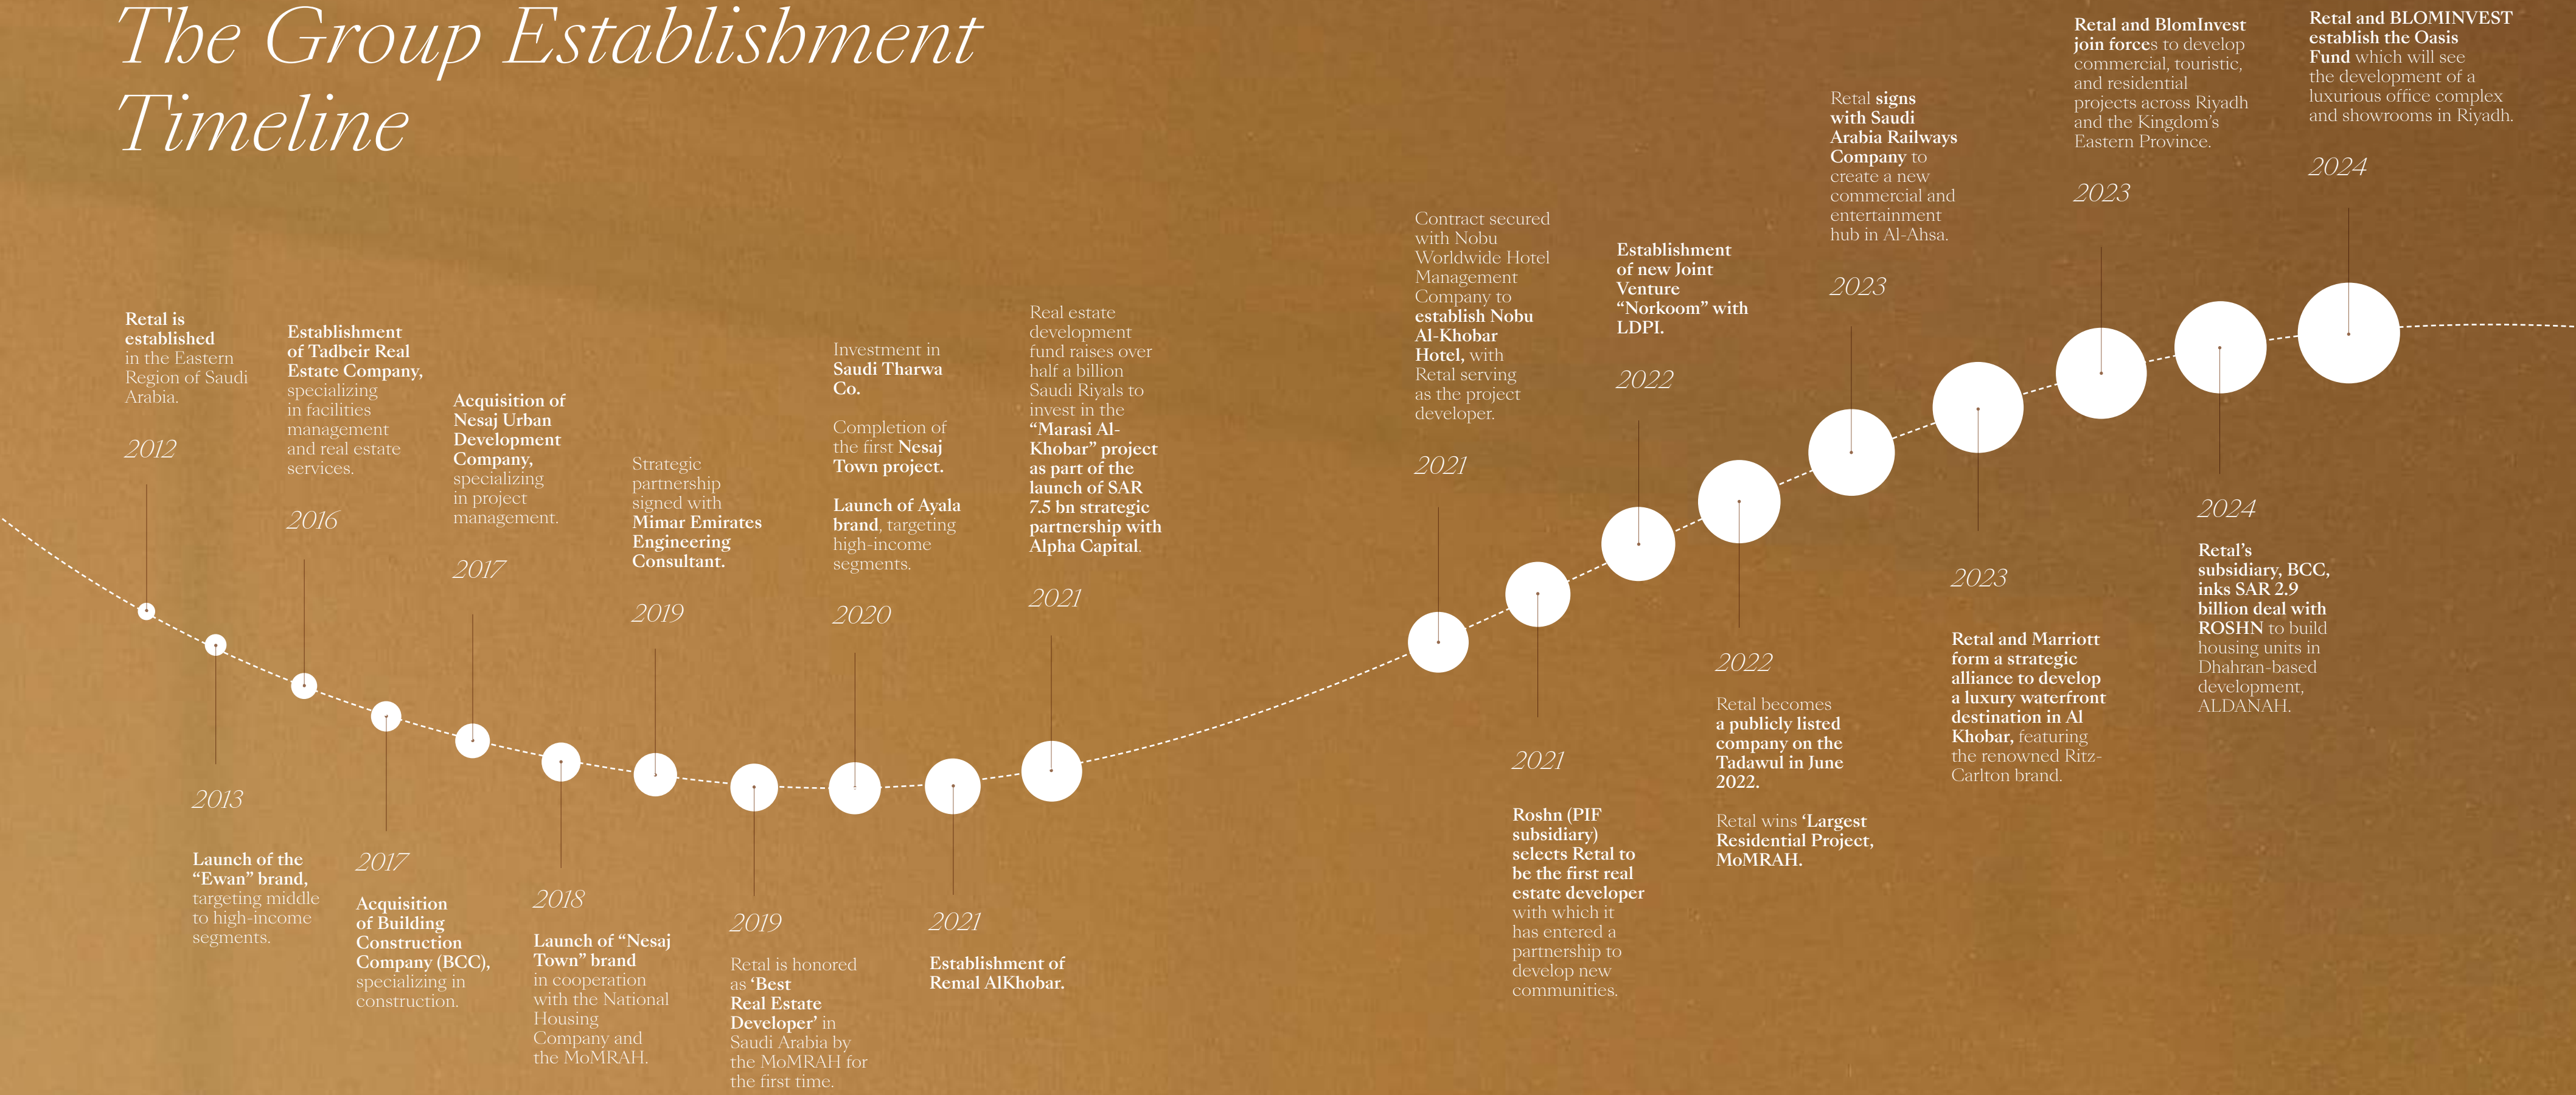 The Group Establishment
Timeline
Retal is
established
in the Eastern
Region of Saudi
Arabia.
2012
2013
Launch of the
“Ewan” brand,
targeting middle
to high-income
segments.
Establishment
of Tadbeir Real
Estate Company,
specializing
in facilities
management
and real estate
services.
2016
2017
Acquisition
of Building
Construction
Company (BCC),
specializing in
construction.
Acquisition of
Nesaj Urban
Development
Company,
specializing
in project
management.
2017
2018
Launch of “Nesaj
Town” brand
in cooperation
with the National
Housing
Company and
the MoMRAH.
Strategic
partnership
signed with
Mimar Emirates
Engineering
Consultant.
2019
2019
Retal is honored
as ‘Best
Real Estate
Developer’ in
Saudi Arabia by
the MoMRAH for
the first time.
Investment in
Saudi Tharwa
Co.
Completion of
the first Nesaj
Town project.
Launch of Ayala
brand, targeting
high-income
segments.
2020
2021
Establishment of
Remal AlKhobar.
Real estate
development
fund raises over
half a billion
Saudi Riyals to
invest in the
“Marasi Al-
Khobar” project
as part of the
launch of SAR
7.5 bn strategic
partnership with
Alpha Capital.
2021
Contract secured
with Nobu
Worldwide Hotel
Management
Company to
establish Nobu
Al-Khobar
Hotel, with
Retal serving
as the project
developer.
2021
2021
Roshn (PIF
subsidiary)
selects Retal to
be the first real
estate developer
with which it
has entered a
partnership to
develop new
communities.
Establishment
of new Joint
Venture
“Norkoom” with
LDPI.
2022
2022
Retal becomes
a publicly listed
company on the
Tadawul in June
2022.
Retal wins ‘Largest
Residential Project,
MoMRAH.
Retal signs
with Saudi
Arabia Railways
Company to
create a new
commercial and
entertainment
hub in Al-Ahsa.
2023
2023
Retal and Marriott
form a strategic
alliance to develop
a luxury waterfront
destination in Al
Khobar, featuring
the renowned Ritz-
Carlton brand.
Retal and BlomInvest
join forces to develop
commercial, touristic,
and residential
projects across Riyadh
and the Kingdom’s
Eastern Province.
2023
2024
Retal’s
subsidiary, BCC,
inks SAR 2.9
billion deal with
ROSHN to build
housing units in
Dhahran-based
development,
ALDANAH.
Retal and BLOMINVEST
establish the Oasis
Fund which will see
the development of a
luxurious office complex
and showrooms in Riyadh.
2024